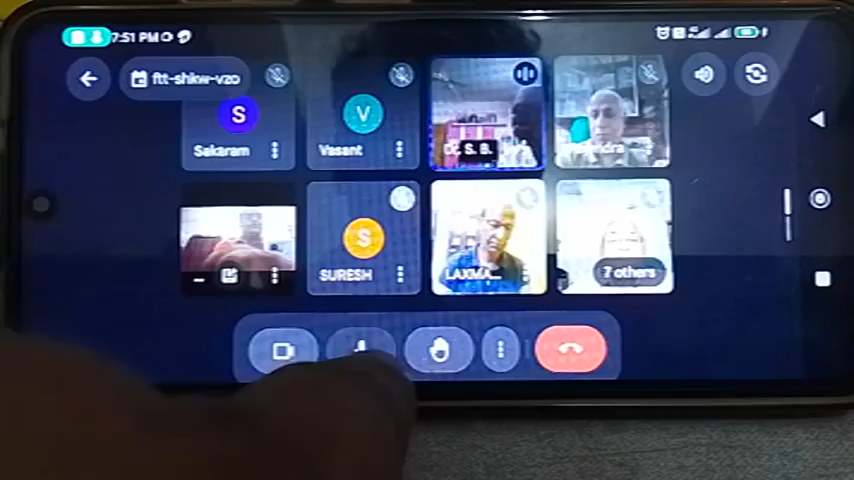 7:51 PM
ftt-shkw-vzo
S
V
Sakaram
Vasant
Dr. S. B.
S
SURESH
LAXMA...
7 others